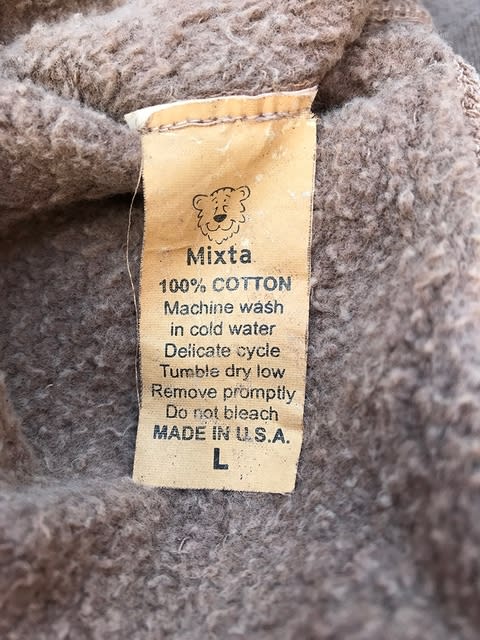 Mixta
100% COTTON
Machine wash
in cold water
Delicate cycle
Tumble dry low
Remove promptly
Do not bleach
MADE IN U.S.A.
L